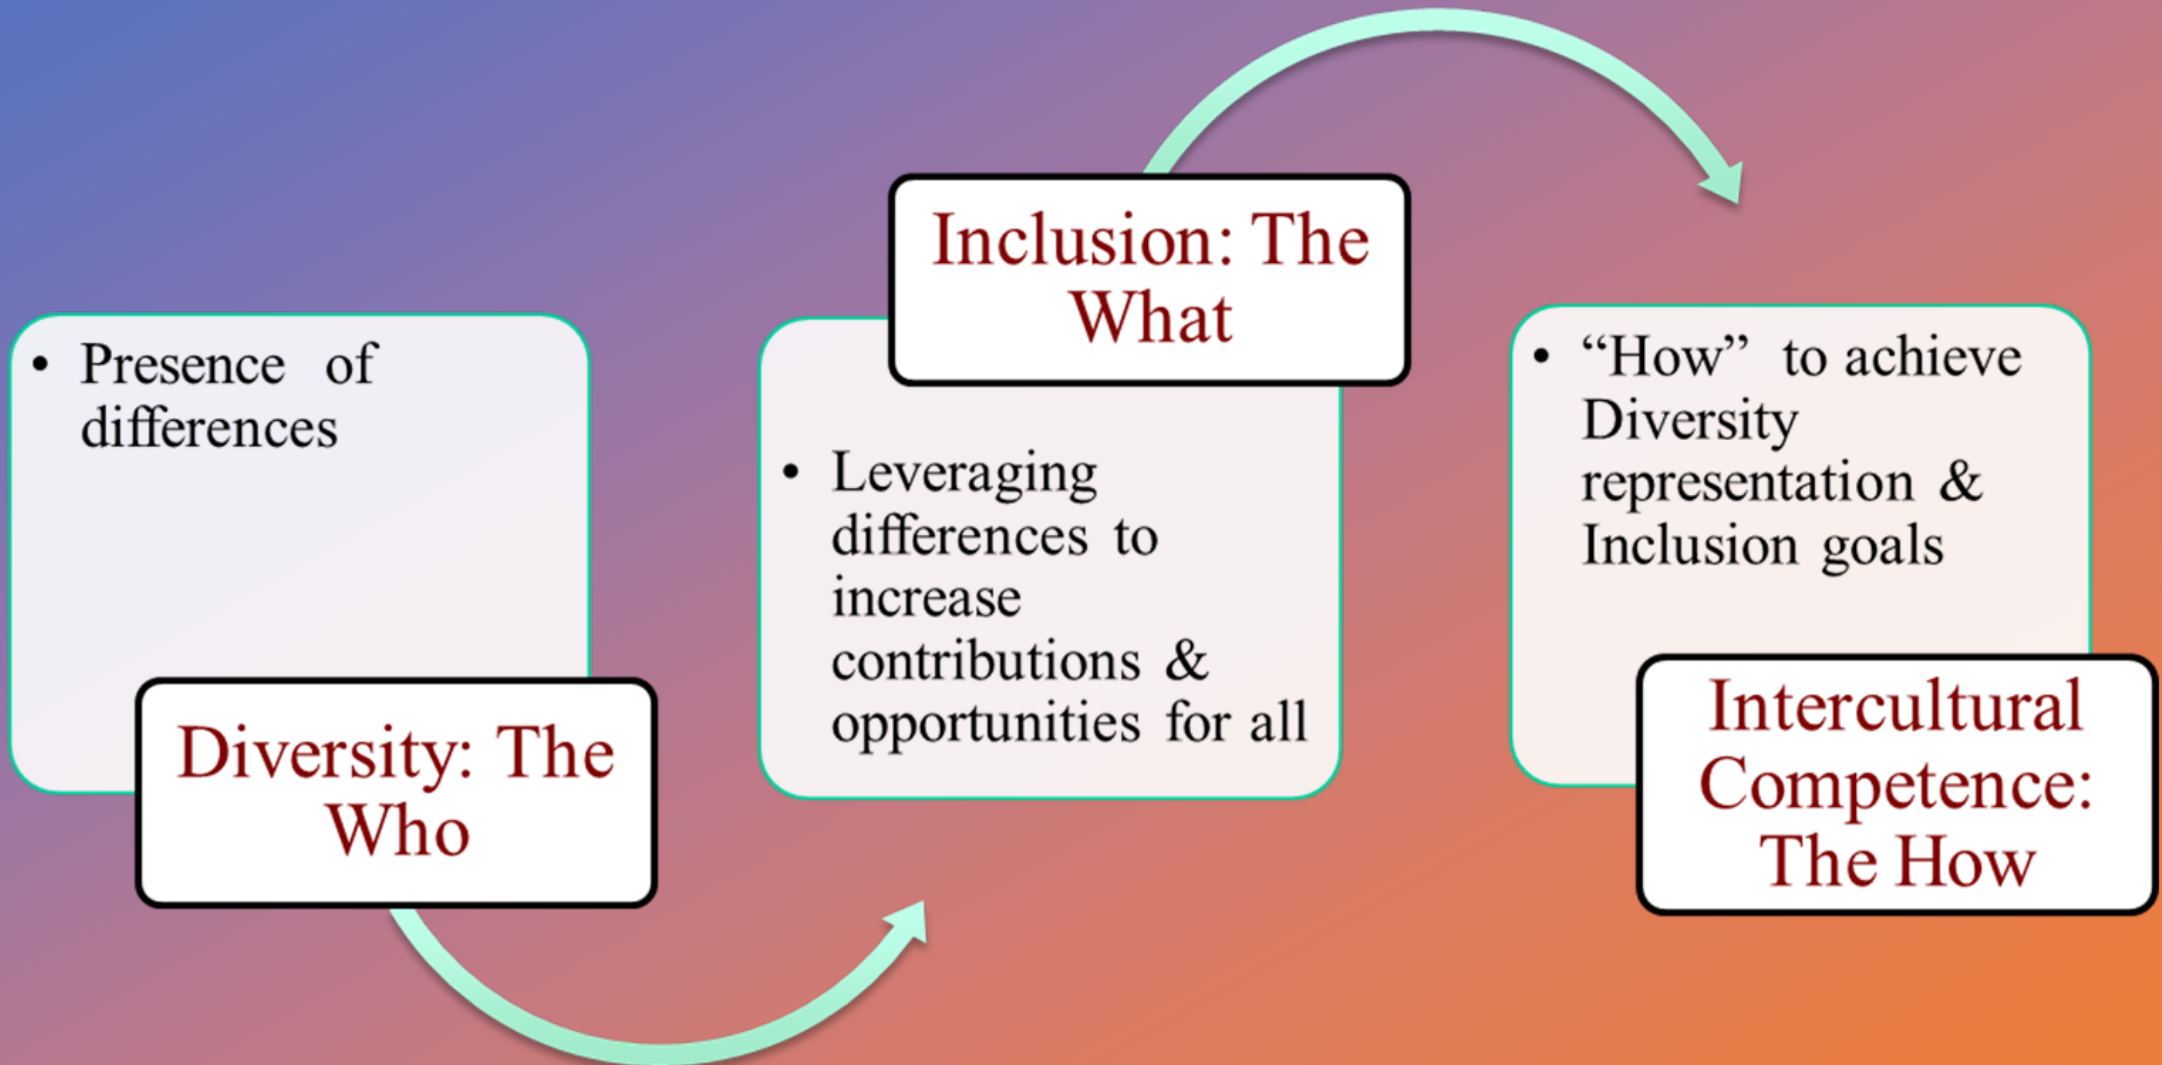 • Presence of
differences
Diversity: The
Who
Inclusion: The
What
• Leveraging
differences to
increase
contributions &
opportunities for all
• “How” to achieve
Diversity
representation &
Inclusion goals
Intercultural
Competence:
The How